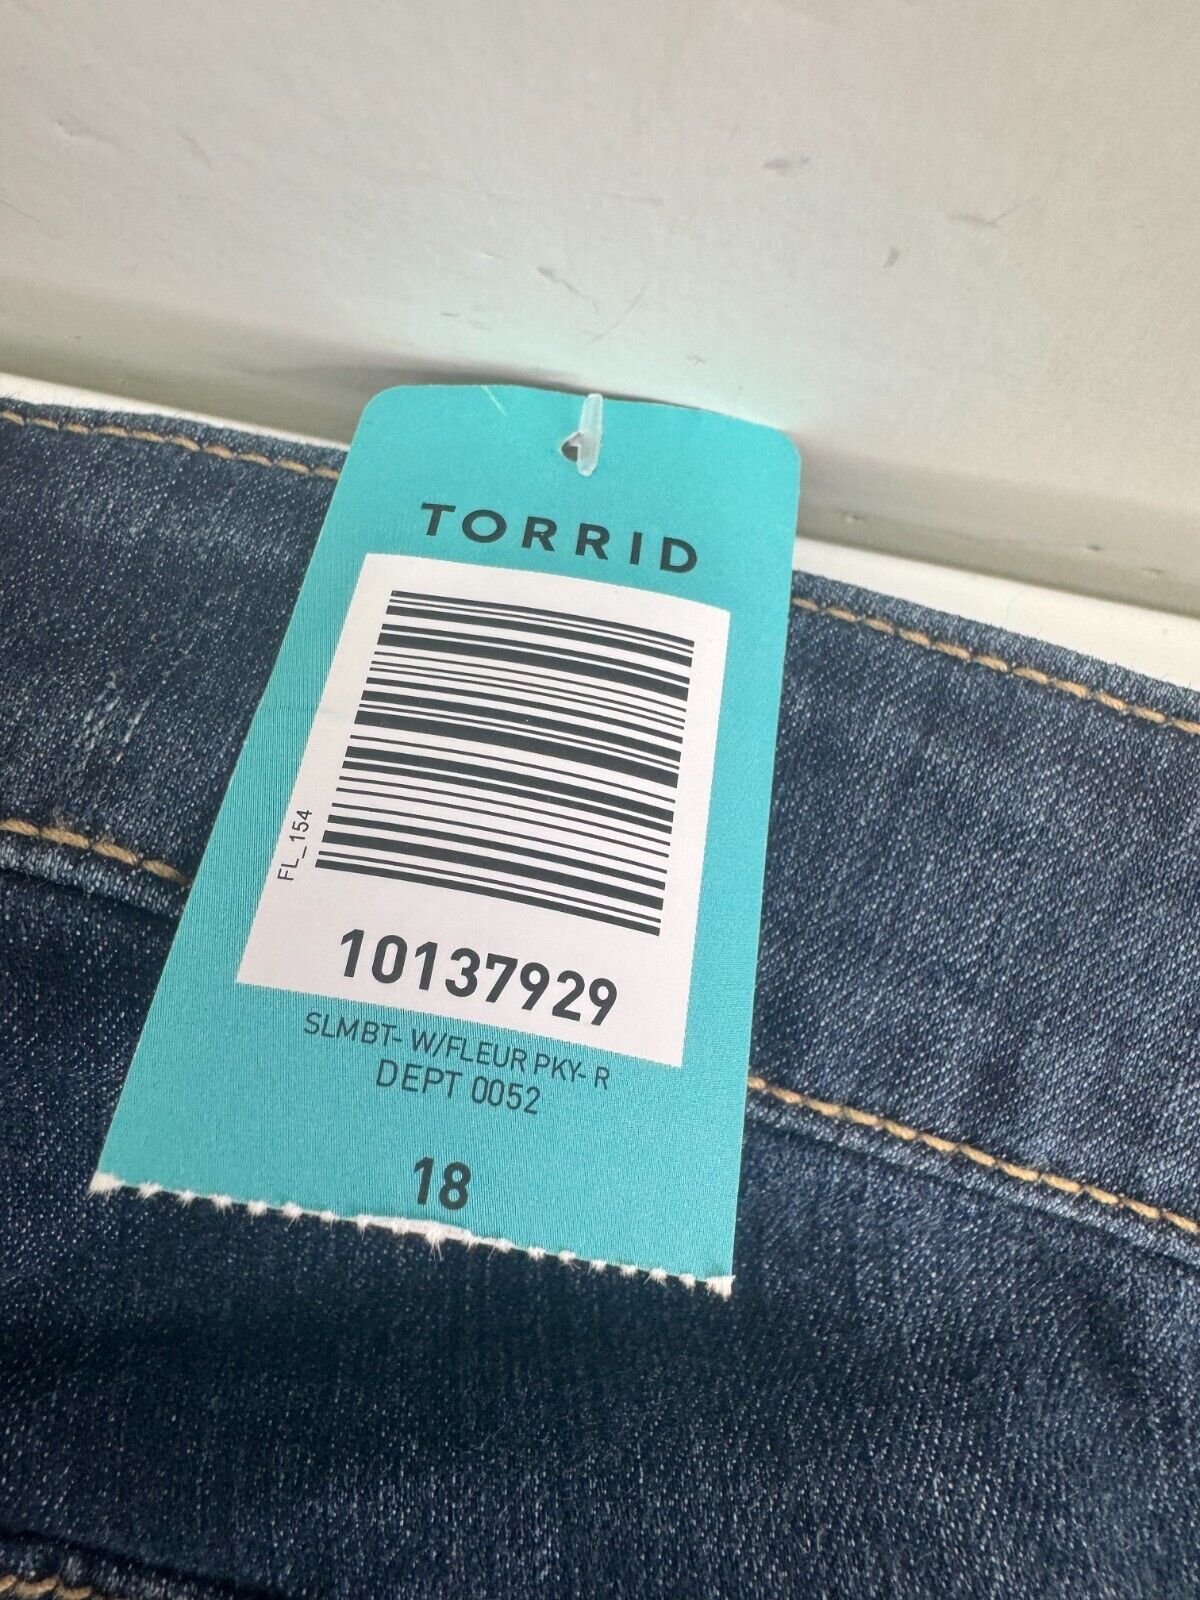 TORRID
FL_154
10137929
SLMBT- W/FLEUR PKY- R
DEPT 0052
18